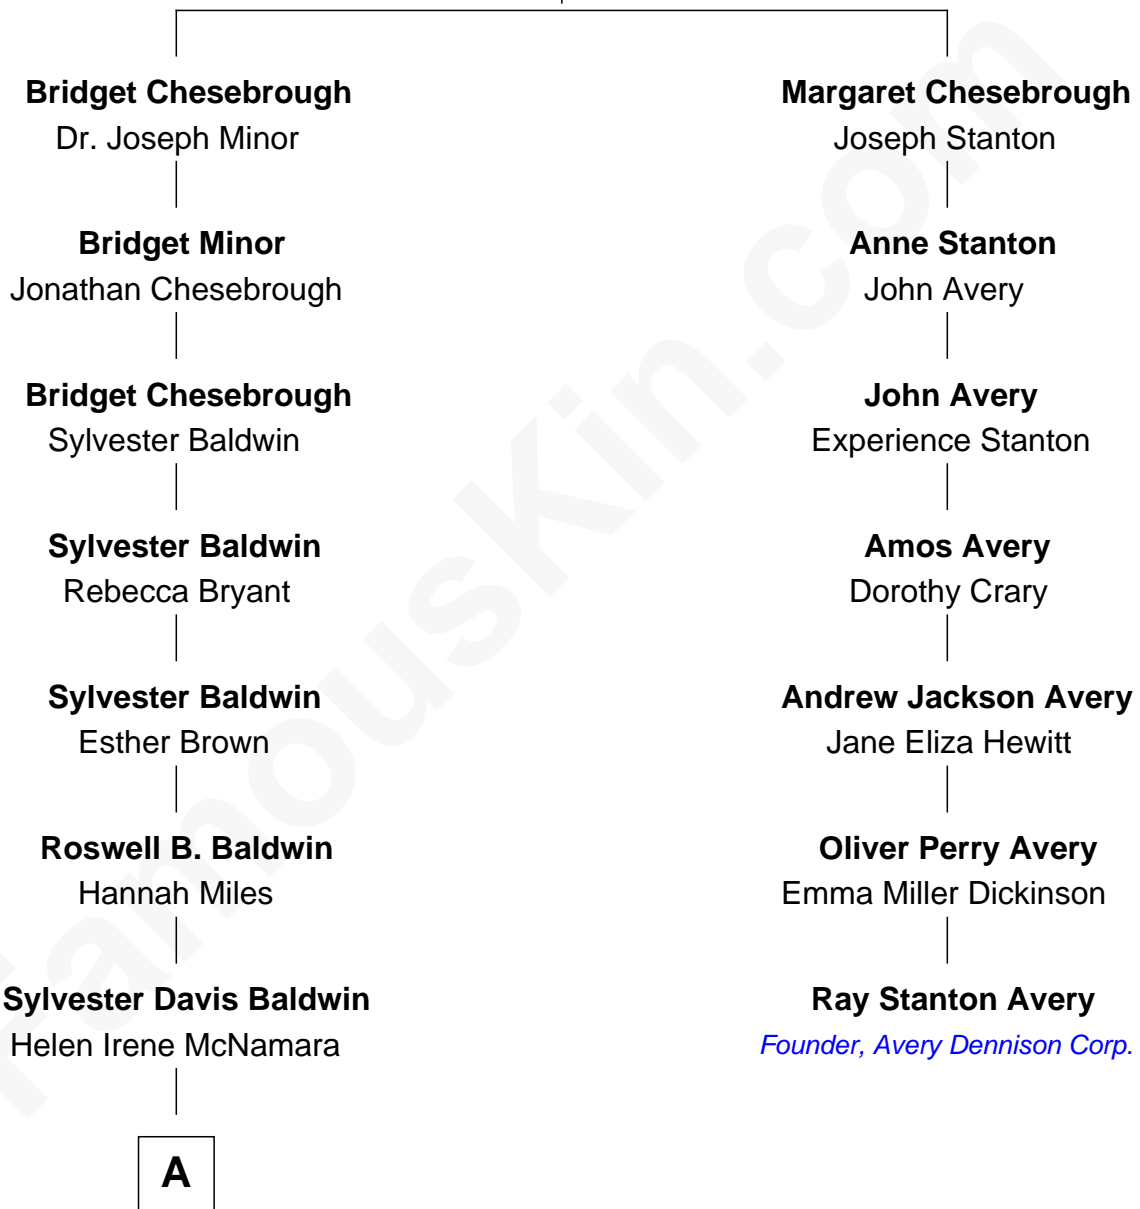 Bridget Chesebrough
Dr. Joseph Minor
Bridget Minor
Jonathan Chesebrough
Bridget Chesebrough
Sylvester Baldwin
Sylvester Baldwin
Rebecca Bryant
Sylvester Baldwin
Esther Brown
Roswell B. Baldwin
Hannah Miles
Sylvester Davis Baldwin
Helen Irene McNamara
A
Margaret Chesebrough
Joseph Stanton
Anne Stanton
John Avery
John Avery
Experience Stanton
Amos Avery
Dorothy Crary
Andrew Jackson Avery
Jane Eliza Hewitt
Oliver Perry Avery
Emma Miller Dickinson
Ray Stanton Avery
Founder, Avery Dennison Corp.
FamousKin.com